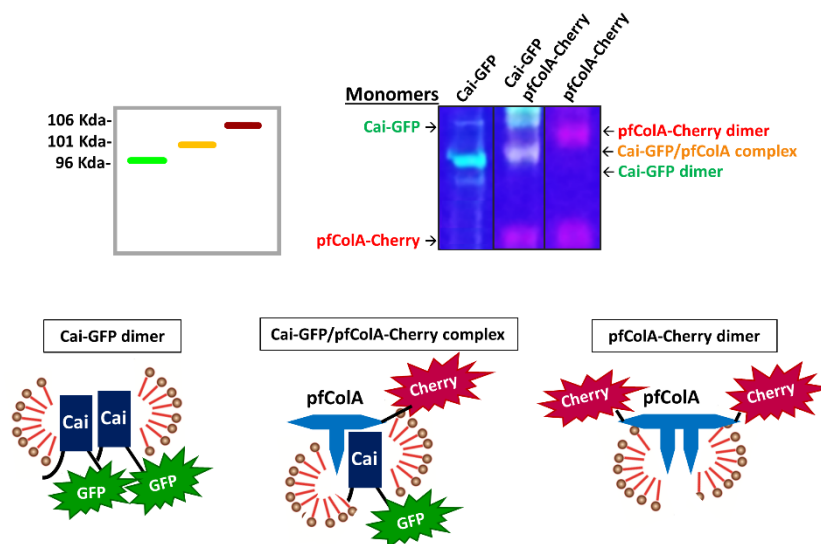 106 Kda-
101 Kda-
96 Kda-
Monomers
Cai-GFP
Cai-GFP
pfColA-Cherry
pfColA-Cherry
Cai-GFP →
pfColA-Cherry →
← pfColA-Cherry dimer
← Cai-GFP/pfColA complex
← Cai-GFP dimer
Cai-GFP dimer
Cai
Cai
GFP
GFP
Cai-GFP/pfColA-Cherry complex
pfColA
Cherry
Cai
GFP
pfColA-Cherry dimer
Cherry
pfColA
Cherry